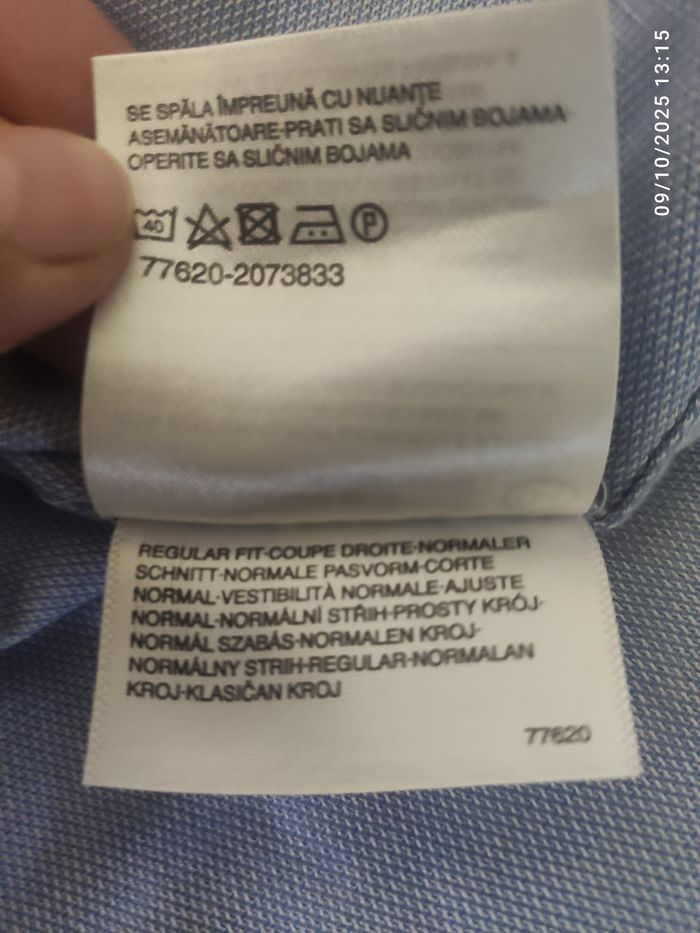 SE SPĂLA ÎMPREUNĂ CU NUANȚE
ASEMĂNĂTOARE-PRATI SA SLIČNIM BOJAMA
OPERITE SA SLIČNIM BOJAMA
40
P
77620-2073833
REGULAR FIT-COUPE DROITE-NORMALER
SCHNITT-NORMALE PASVORM-CORTE
NORMAL-VESTIBILITÀ NORMALE-AJUSTE
NORMAL-NORMÁLNÍ STŘIH-PROSTY KRÓJ-
NORMÁL SZABÁS-NORMALEN KROJ-
NORMÁLNY STRIH-REGULAR-NORMALAN
KROJ-KLASIČAN KROJ
77620
09/10/2025 13:15